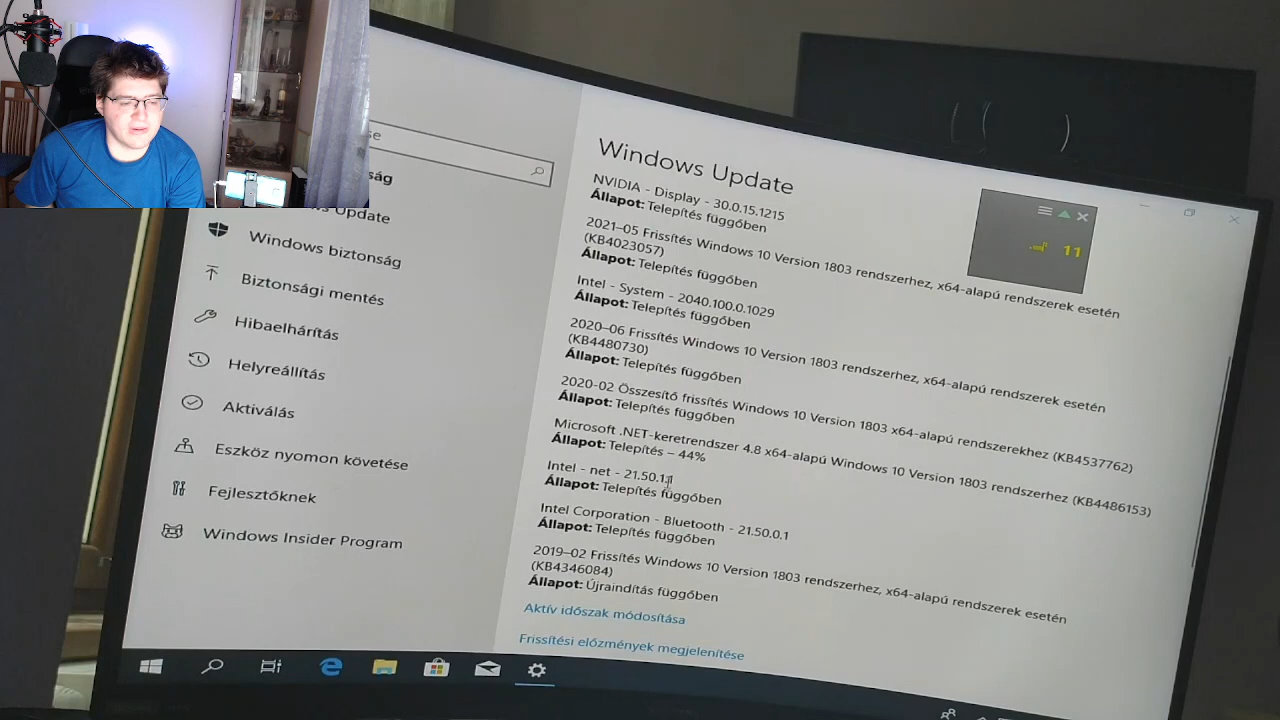 se
ság
ws Update
Windows biztonság
Biztonsági mentés
Hibaelhárítás
Helyreállítás
Aktiválás
Eszköz nyomon követése
Fejlesztőknek
Windows Insider Program
Windows Update
NVIDIA - Display - 30.0.15.1215
Állapot: Telepítés függőben
2021–05 Frissítés Windows 10 Version 1803 rendszerhez, x64-alapú rendszerek esetén
(KB4023057)
Állapot: Telepítés függőben
Intel - System - 2040.100.0.1029
Állapot: Telepítés függőben
2020–06 Frissítés Windows 10 Version 1803 rendszerhez, x64-alapú rendszerek esetén
(KB4480730)
Állapot: Telepítés függőben
2020-02 Összesítő frissítés Windows 10 Version 1803 x64-alapú rendszerekhez (KB4537762)
Állapot: Telepítés függőben
Microsoft .NET-keretrendszer 4.8 x64-alapú Windows 10 Version 1803 rendszerhez (KB4486153)
Állapot: Telepítés – 44%
Intel - net - 21.50.1.1
Állapot: Telepítés függőben
Intel Corporation - Bluetooth - 21.50.0.1
Állapot: Telepítés függőben
2019–02 Frissítés Windows 10 Version 1803 rendszerhez, x64-alapú rendszerek esetén
(KB4346084)
Állapot: Újraindítás függőben
Aktív időszak módosítása
Frissítési előzmények megjelenítése
11